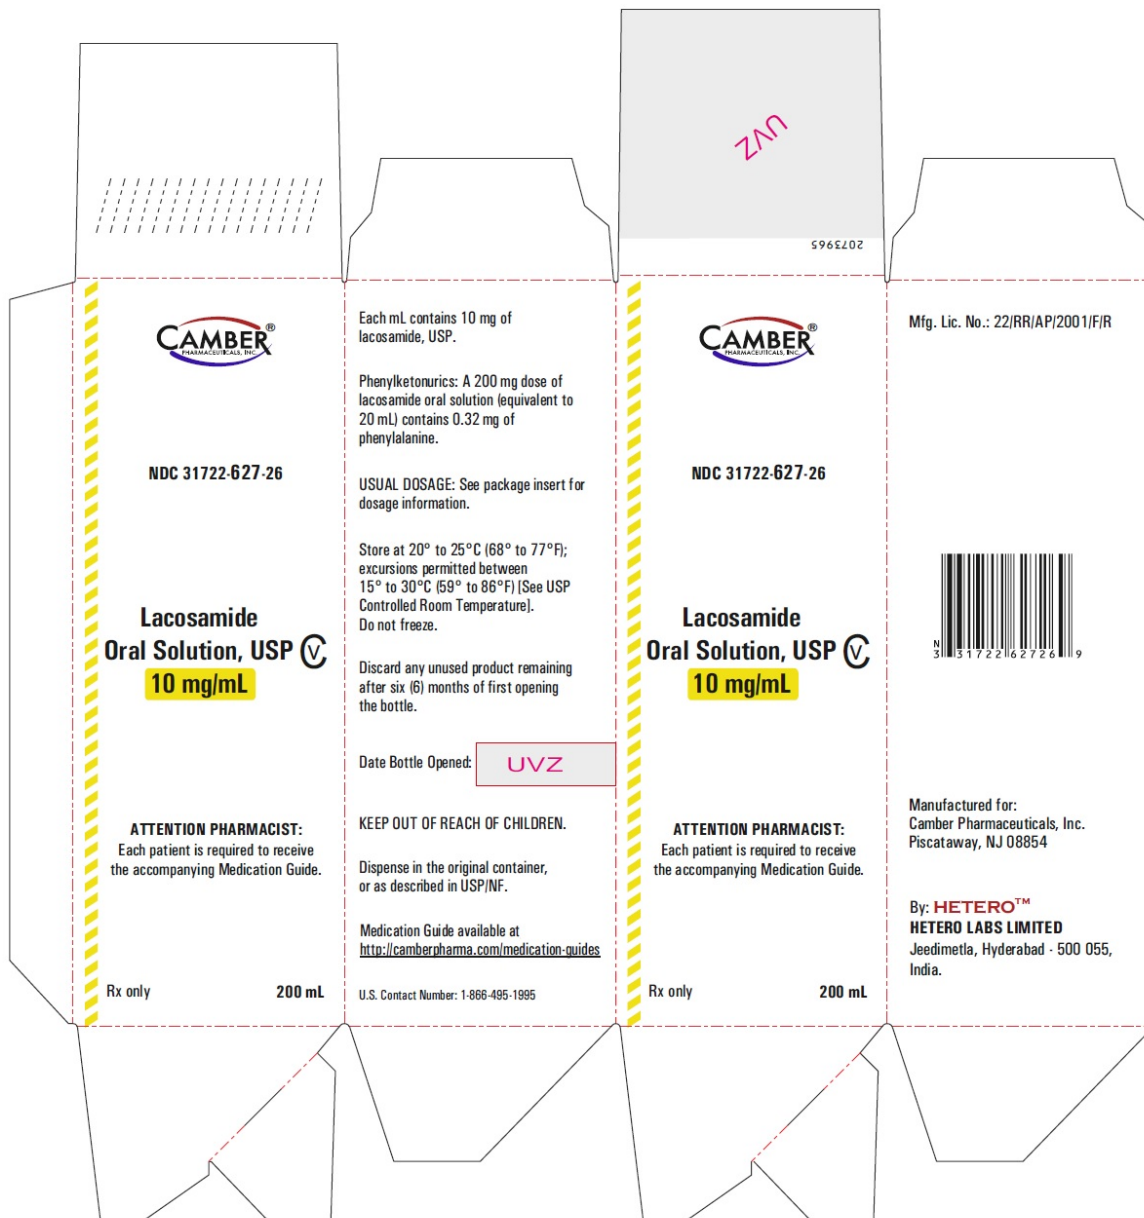 UVZ
2073965
CAMBER®
PHARMACEUTICALS, INC.
NDC 31722-627-26
Lacosamide
Oral Solution, USP CV
10 mg/mL
ATTENTION PHARMACIST:
Each patient is required to receive
the accompanying Medication Guide.
Rx only 200 mL
Each mL contains 10 mg of
lacosamide, USP.
Phenylketonurics: A 200 mg dose of
lacosamide oral solution (equivalent to
20 mL) contains 0.32 mg of
phenylalanine.
USUAL DOSAGE: See package insert for
dosage information.
Store at 20° to 25°C (68° to 77°F);
excursions permitted between
15° to 30°C (59° to 86°F) [See USP
Controlled Room Temperature].
Do not freeze.
Discard any unused product remaining
after six (6) months of first opening
the bottle.
Date Bottle Opened: UVZ
KEEP OUT OF REACH OF CHILDREN.
Dispense in the original container,
or as described in USP/NF.
Medication Guide available at
http://camberpharma.com/medication-guides
U.S. Contact Number: 1-866-495-1995
CAMBER®
PHARMACEUTICALS, INC.
NDC 31722-627-26
Lacosamide
Oral Solution, USP CV
10 mg/mL
ATTENTION PHARMACIST:
Each patient is required to receive
the accompanying Medication Guide.
Rx only 200 mL
Mfg. Lic. No.: 22/RR/AP/2001/F/R
N
3 31722 62726 9
Manufactured for:
Camber Pharmaceuticals, Inc.
Piscataway, NJ 08854
By: HETERO™
HETERO LABS LIMITED
Jeedimetla, Hyderabad - 500 055,
India.